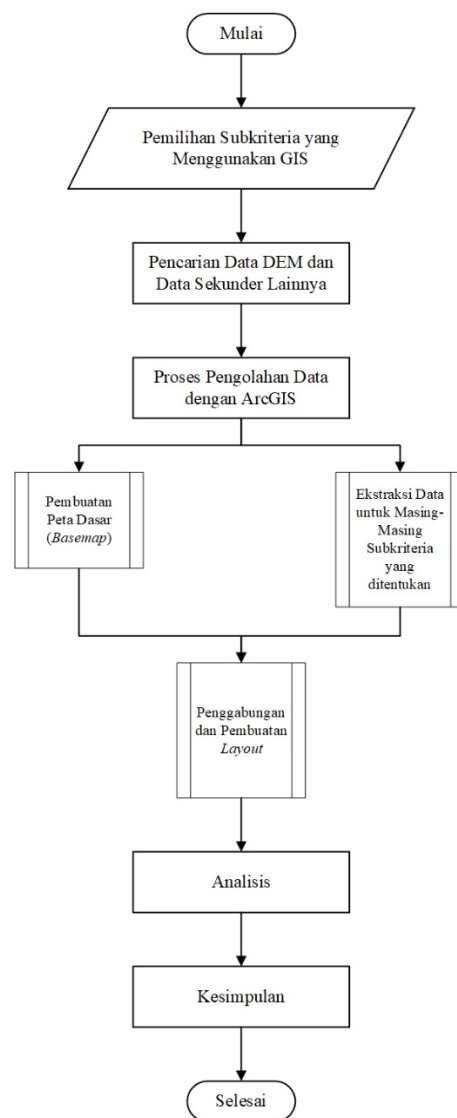 Mulai
Pemilihan Subkriteria yang
Menggunakan GIS
Pencarian Data DEM dan
Data Sekunder Lainnya
Proses Pengolahan Data
dengan ArcGIS
Pembuatan
Peta Dasar
(Basemap)
Ekstraksi Data
untuk Masing-
Masing
Subkriteria
yang
ditentukan
Penggabungan
dan Pembuatan
Layout
Analisis
Kesimpulan
Selesai